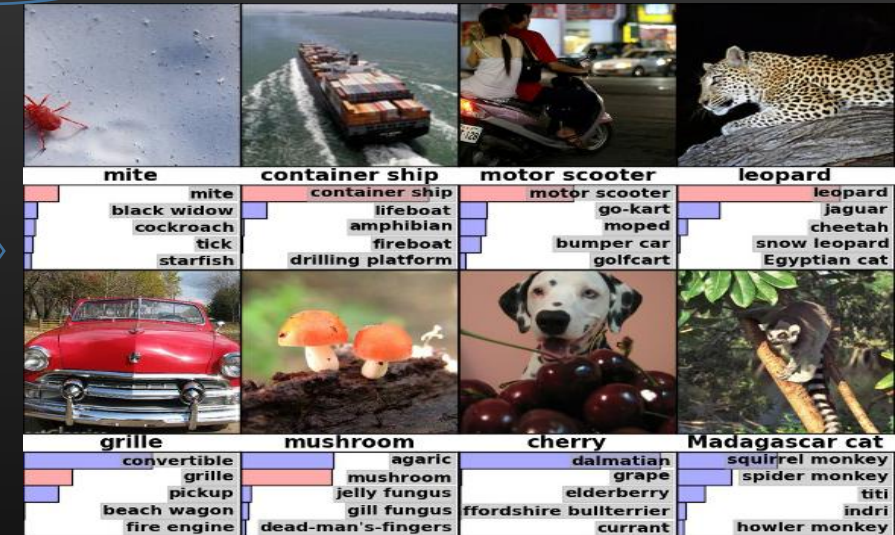 mite
container ship
motor scooter
leopard
mite
black widow
cockroach
tick
starfish
container ship
lifeboat
amphibian
fireboat
drilling platform
motor scooter
go-kart
moped
bumper car
golfcart
leopard
jaguar
cheetah
snow leopard
Egyptian cat
grille
mushroom
cherry
Madagascar cat
convertible
grille
pickup
beach wagon
fire engine
agaric
mushroom
jelly fungus
gill fungus
dead-man's-fingers
dalmatian
grape
elderberry
ffordshire bullterrier
currant
squirrel monkey
spider monkey
titi
indri
howler monkey